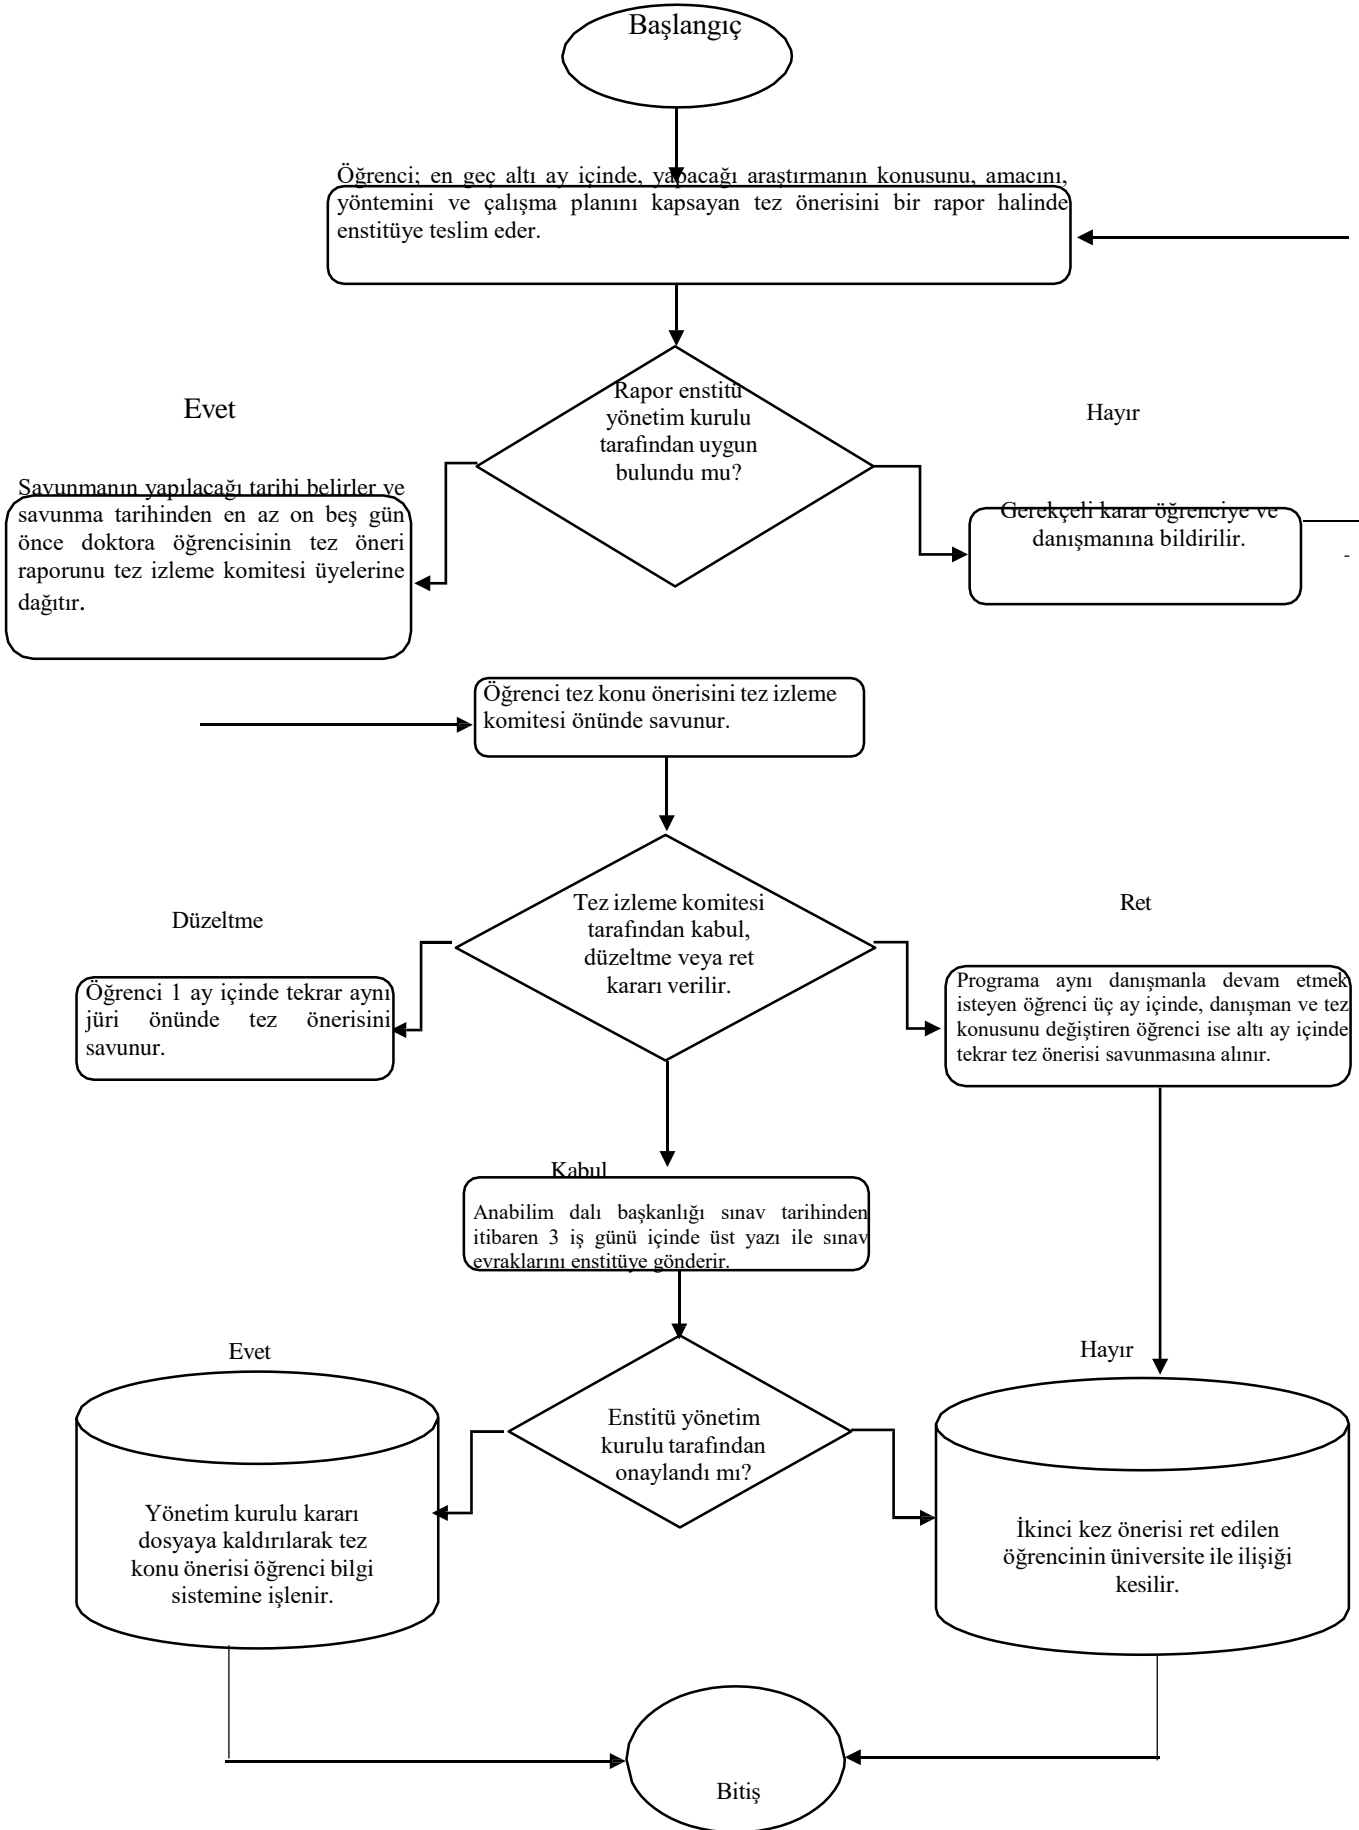 Başlangıç
Öğrenci; en geç altı ay içinde, yapacağı araştırmanın konusunu, amacını,
yöntemini ve çalışma planını kapsayan tez önerisini bir rapor halinde
enstitüye teslim eder.
Rapor enstitü
yönetim kurulu
tarafından uygun
bulundu mu?
Evet
Hayır
Savunmanın yapılacağı tarihi belirler ve
savunma tarihinden en az on beş gün
önce doktora öğrencisinin tez öneri
raporunu tez izleme komitesi üyelerine
dağıtır.
Gerekçeli karar öğrenciye ve
danışmanına bildirilir.
-
Öğrenci tez konu önerisini tez izleme
komitesi önünde savunur.
Tez izleme komitesi
tarafından kabul,
düzeltme veya ret
kararı verilir.
Düzeltme
Ret
Öğrenci 1 ay içinde tekrar aynı
jüri önünde tez önerisini
savunur.
Programa aynı danışmanla devam etmek
isteyen öğrenci üç ay içinde, danışman ve tez
konusunu değiştiren öğrenci ise altı ay içinde
tekrar tez önerisi savunmasına alınır.
Kabul
Anabilim dalı başkanlığı sınav tarihinden
itibaren 3 iş günü içinde üst yazı ile sınav
evraklarını enstitüye gönderir.
Evet
Hayır
Enstitü yönetim
kurulu tarafından
onaylandı mı?
Yönetim kurulu kararı
dosyaya kaldırılarak tez
konu önerisi öğrenci bilgi
sistemine işlenir.
İkinci kez önerisi ret edilen
öğrencinin üniversite ile ilişiği
kesilir.
Bitiş